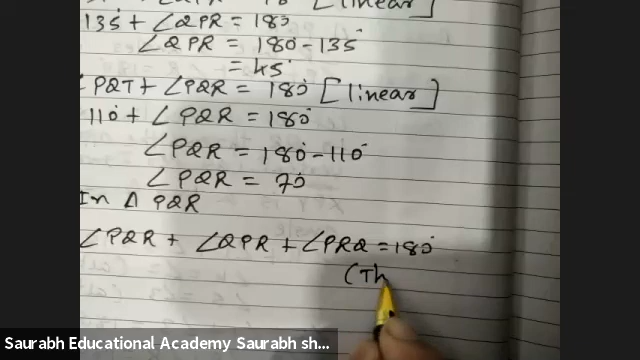 [linear]
135° + ∠QPR = 180°
∠QPR = 180° - 135°
= 45°
∠PQT + ∠PQR = 180° [linear]
110° + ∠PQR = 180°
∠PQR = 180° - 110°
∠PQR = 70°
In Δ PQR
∠PQR + ∠QPR + ∠PRQ = 180°
(Th
Saurabh Educational Academy Saurabh sh...